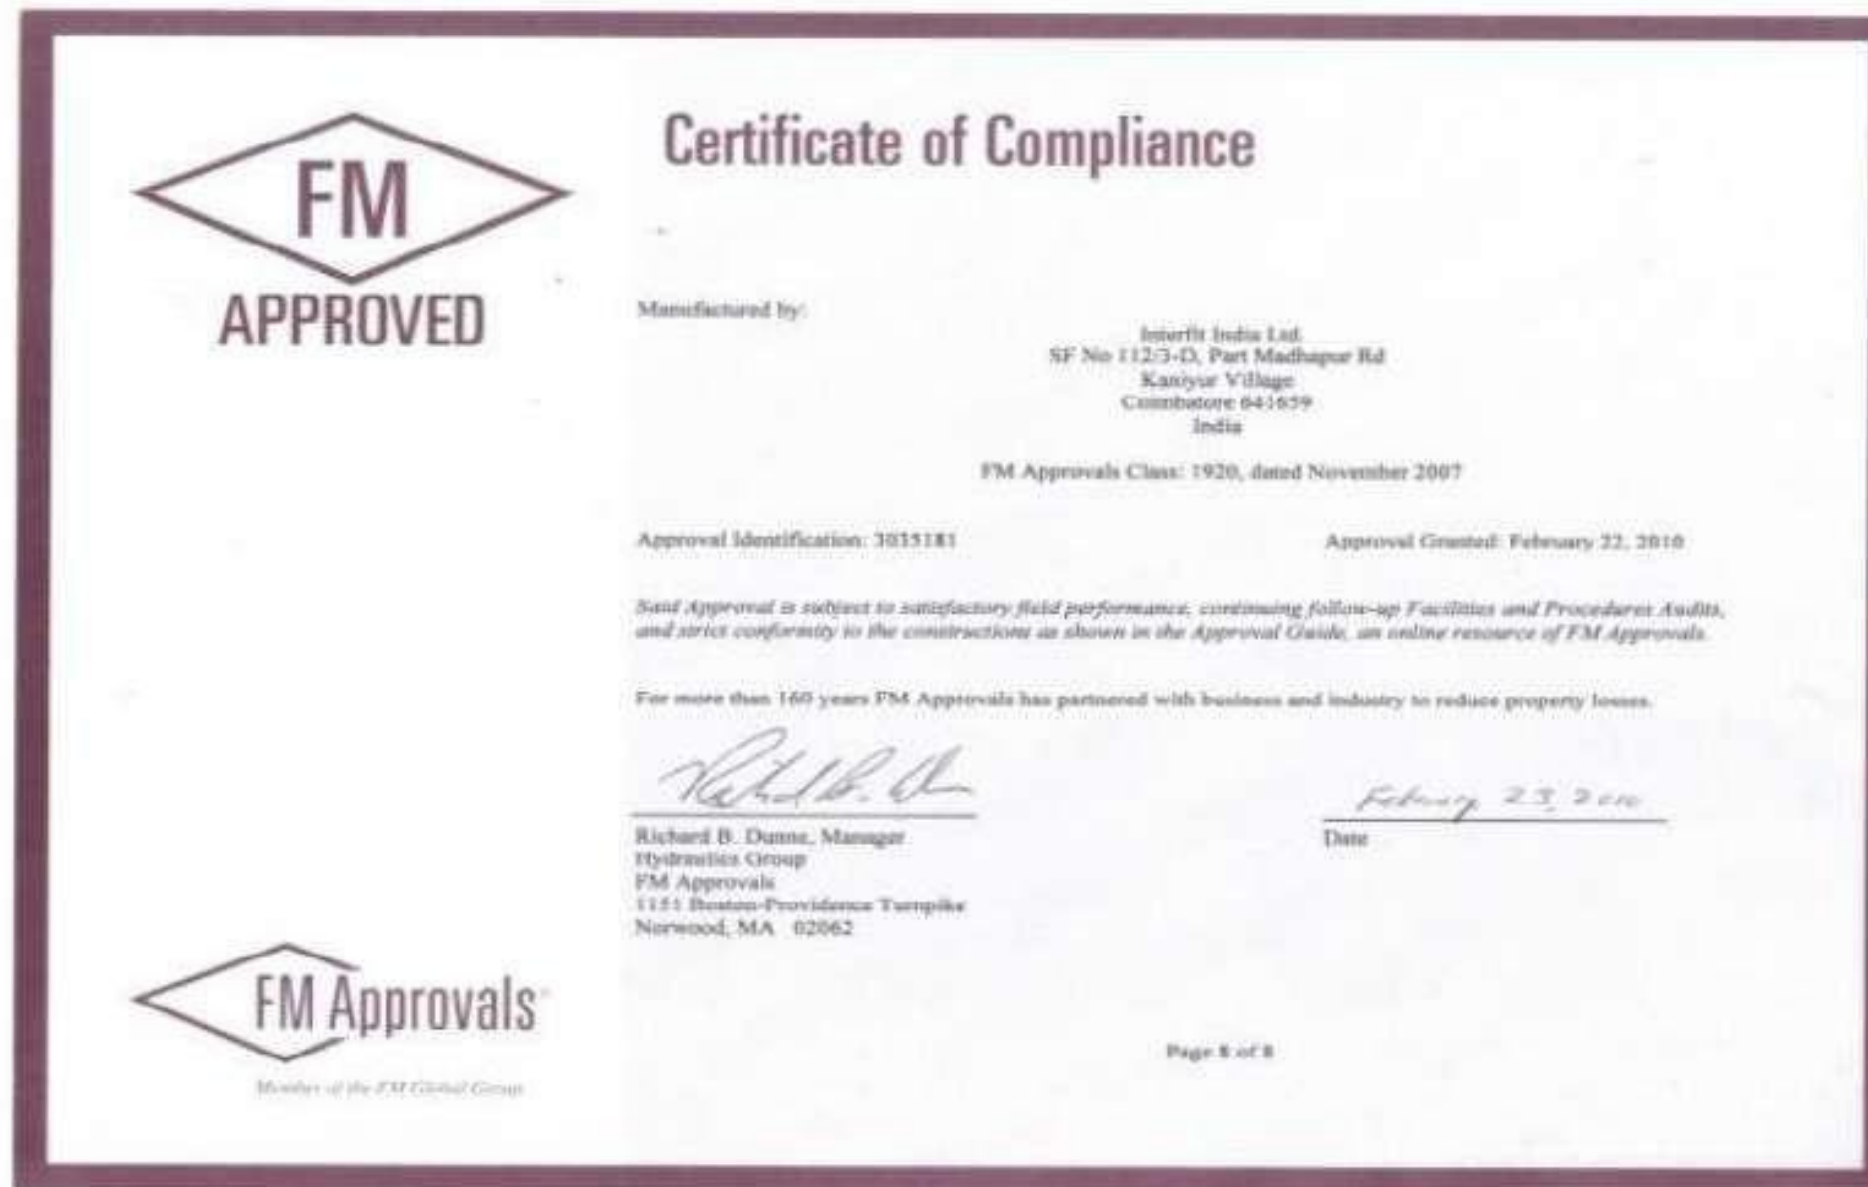 FM
APPROVED
Certificate of Compliance
Manufactured by:
Interfit India Ltd.
SF No 112/3-D, Part Madhapur Rd
Kaniyur Village
Coimbatore 641659
India
FM Approvals Class: 1920, dated November 2007
Approval Identification: 3035181
Approval Granted: February 22, 2010
Said Approval is subject to satisfactory field performance, continuing follow-up Facilities and Procedures Audits,
and strict conformity to the constructions as shown in the Approval Guide, an online resource of FM Approvals.
For more than 160 years FM Approvals has partnered with business and industry to reduce property losses.
Richard B. Dunne, Manager
Hydraulics Group
FM Approvals
1151 Boston-Providence Turnpike
Norwood, MA 02062
February 23, 2010
Date
FM Approvals
Member of the FM Global Group
Page 8 of 8